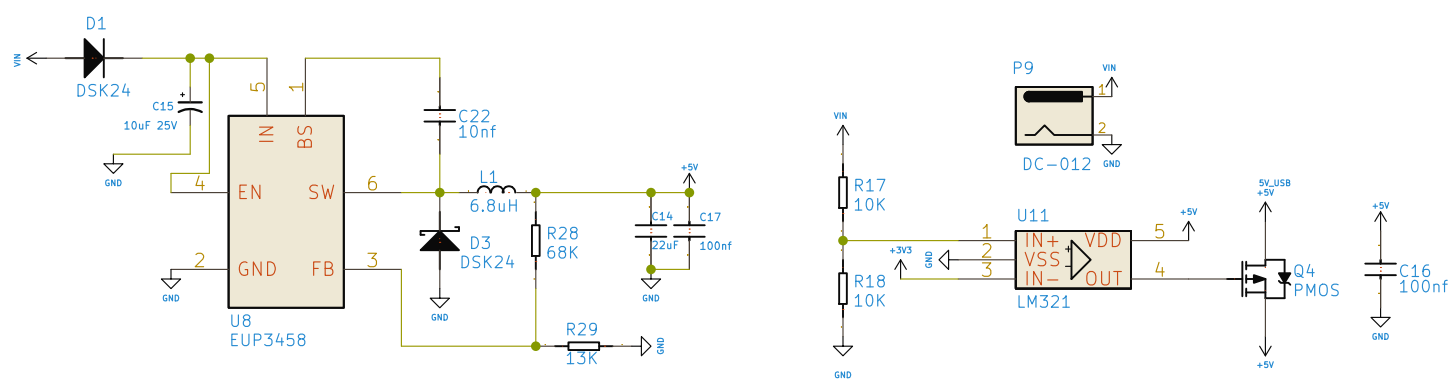 D1
VIN
DSK24
C15
10uF 25V
GND
5
1
IN
BS
C22
10nf
4
EN
SW
6
L1
6.8uH
+5V
C14
22uF
C17
100nf
R28
68K
D3
DSK24
2
GND
FB
3
GND
GND
GND
U8
EUP3458
R29
13K
GND
P9
VIN
1
2
DC-012
GND
VIN
R17
10K
U11
1
IN+
VDD
5
+5V
2
VSS
GND
+3V3
3
IN-
OUT
4
+
-
LM321
R18
10K
GND
5V_USB
+5V
Q4
PMOS
+5V
+5V
C16
100nf
GND